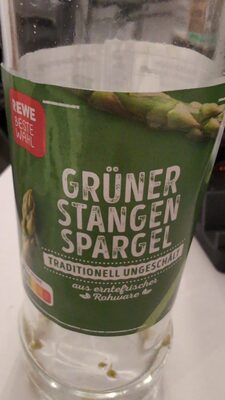 REWE
BESTE
WAHL
GRÜNER
STANGEN
SPARGEL
TRADITIONELL UNGESCHÄLT
aus erntefrischer
Rohware